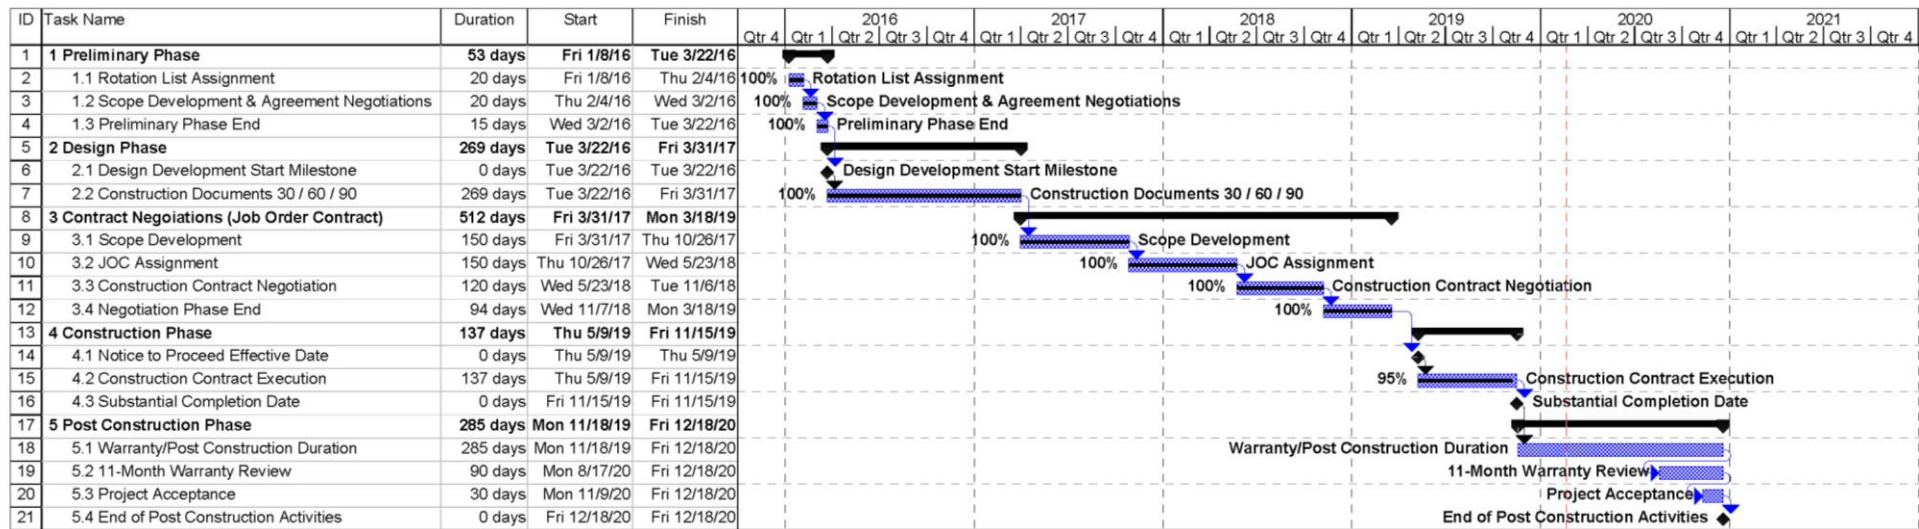 ID Task Name Duration Start Finish 2016 2017 2018 2019 2020 2021
Qtr 4 Qtr 1 Qtr 2 Qtr 3 Qtr 4 Qtr 1 Qtr 2 Qtr 3 Qtr 4 Qtr 1 Qtr 2 Qtr 3 Qtr 4 Qtr 1 Qtr 2 Qtr 3 Qtr 4 Qtr 1 Qtr 2 Qtr 3 Qtr 4 Qtr 1 Qtr 2 Qtr 3 Qtr 4
1 1 Preliminary Phase 53 days Fri 1/8/16 Tue 3/22/16
2 1.1 Rotation List Assignment 20 days Fri 1/8/16 Thu 2/4/16 100% Rotation List Assignment
3 1.2 Scope Development & Agreement Negotiations 20 days Thu 2/4/16 Wed 3/2/16 100% Scope Development & Agreement Negotiations
4 1.3 Preliminary Phase End 15 days Wed 3/2/16 Tue 3/22/16 100% Preliminary Phase End
5 2 Design Phase 269 days Tue 3/22/16 Fri 3/31/17
6 2.1 Design Development Start Milestone 0 days Tue 3/22/16 Tue 3/22/16 Design Development Start Milestone
7 2.2 Construction Documents 30 / 60 / 90 269 days Tue 3/22/16 Fri 3/31/17 100% Construction Documents 30 / 60 / 90
8 3 Contract Negoiations (Job Order Contract) 512 days Fri 3/31/17 Mon 3/18/19
9 3.1 Scope Development 150 days Fri 3/31/17 Thu 10/26/17 100% Scope Development
10 3.2 JOC Assignment 150 days Thu 10/26/17 Wed 5/23/18 100% JOC Assignment
11 3.3 Construction Contract Negotiation 120 days Wed 5/23/18 Tue 11/6/18 100% Construction Contract Negotiation
12 3.4 Negotiation Phase End 94 days Wed 11/7/18 Mon 3/18/19 100%
13 4 Construction Phase 137 days Thu 5/9/19 Fri 11/15/19
14 4.1 Notice to Proceed Effective Date 0 days Thu 5/9/19 Thu 5/9/19
15 4.2 Construction Contract Execution 137 days Thu 5/9/19 Fri 11/15/19 95% Construction Contract Execution
16 4.3 Substantial Completion Date 0 days Fri 11/15/19 Fri 11/15/19 Substantial Completion Date
17 5 Post Construction Phase 285 days Mon 11/18/19 Fri 12/18/20
18 5.1 Warranty/Post Construction Duration 285 days Mon 11/18/19 Fri 12/18/20 Warranty/Post Construction Duration
19 5.2 11-Month Warranty Review 90 days Mon 8/17/20 Fri 12/18/20 11-Month Warranty Review
20 5.3 Project Acceptance 30 days Mon 11/9/20 Fri 12/18/20 Project Acceptance
21 5.4 End of Post Construction Activities 0 days Fri 12/18/20 Fri 12/18/20 End of Post Construction Activities